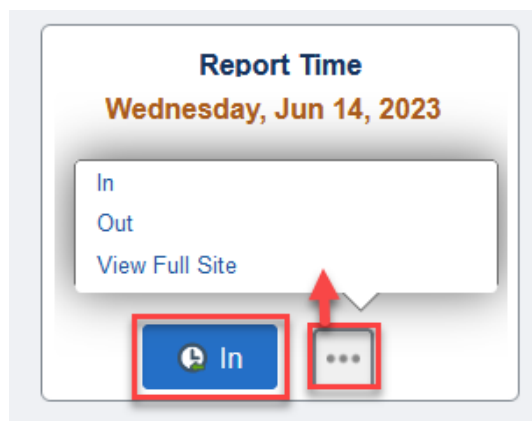 Report Time
Wednesday, Jun 14, 2023
In
Out
View Full Site
In